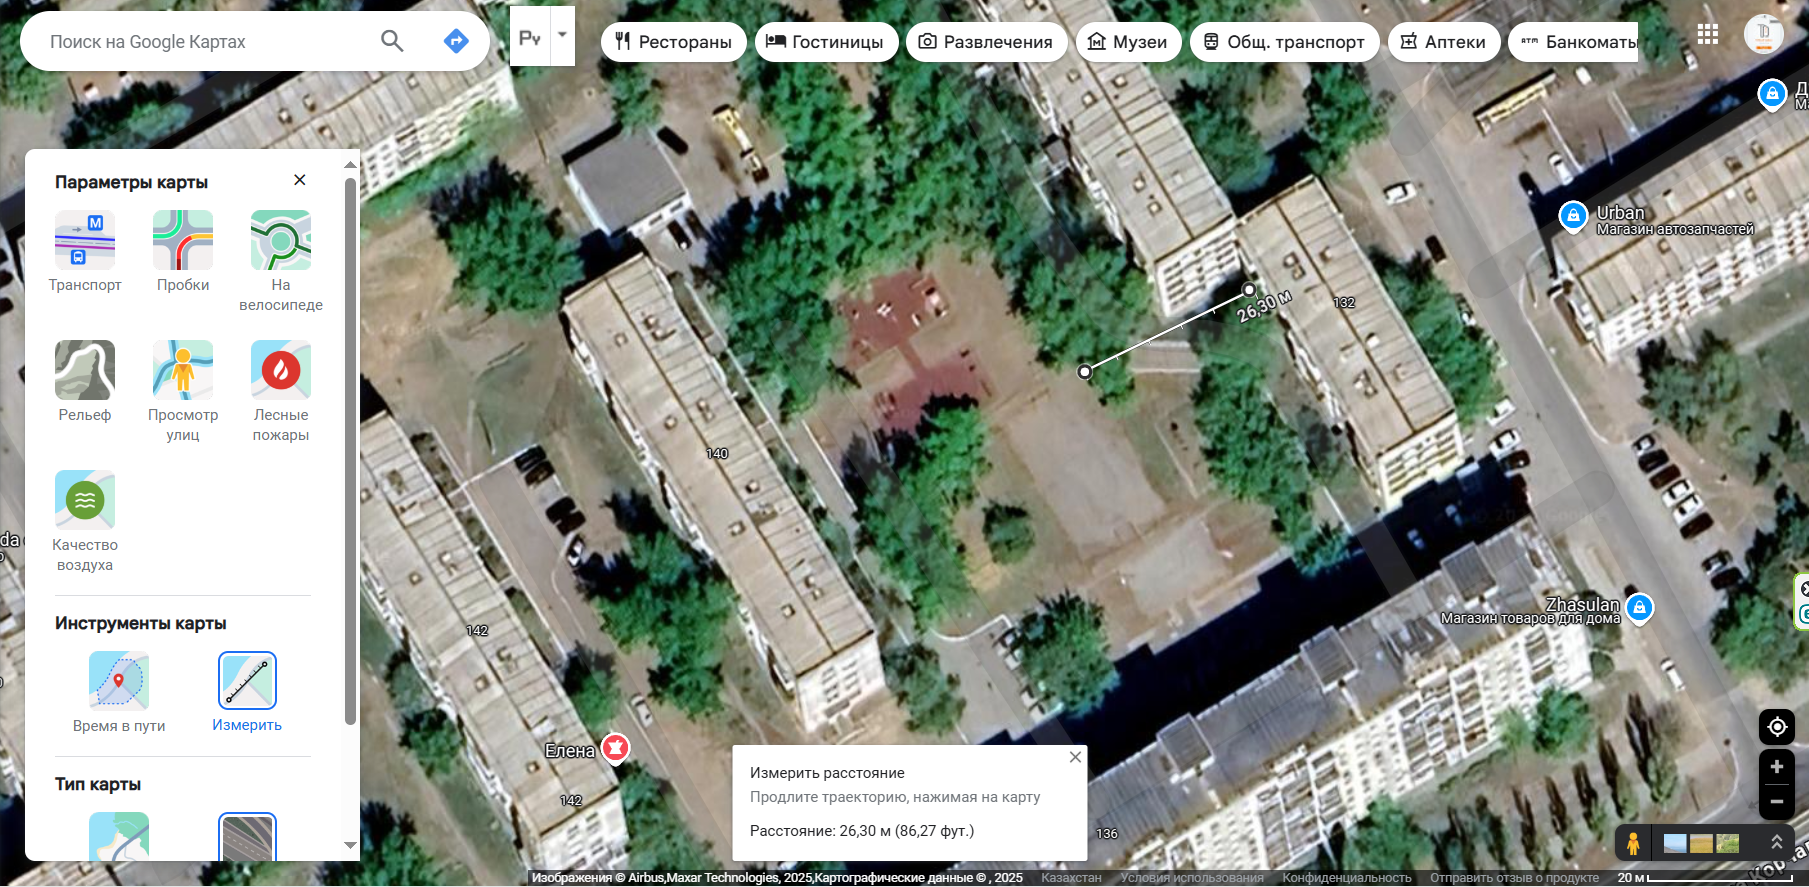 Поиск на Google Картах
Рестораны
Гостиницы
Развлечения
Музеи
Общ. транспорт
Аптеки
Банкоматы
Параметры карты
Транспорт
Пробки
На велосипеде
Рельеф
Просмотр улиц
Лесные пожары
Качество воздуха
Инструменты карты
Время в пути
Измерить
Тип карты
Urban
Магазин автозапчастей
26,30 м
132
140
142
Zhasulan
Магазин товаров для дома
Елена
142
136
Измерить расстояние
Продлите траекторию, нажимая на карту
Расстояние: 26,30 м (86,27 фут.)
Изображения © Airbus,Maxar Technologies, 2025,Картографические данные © , 2025
Казахстан
Условия использования
Конфиденциальность
Отправить отзыв о продукте
20 м